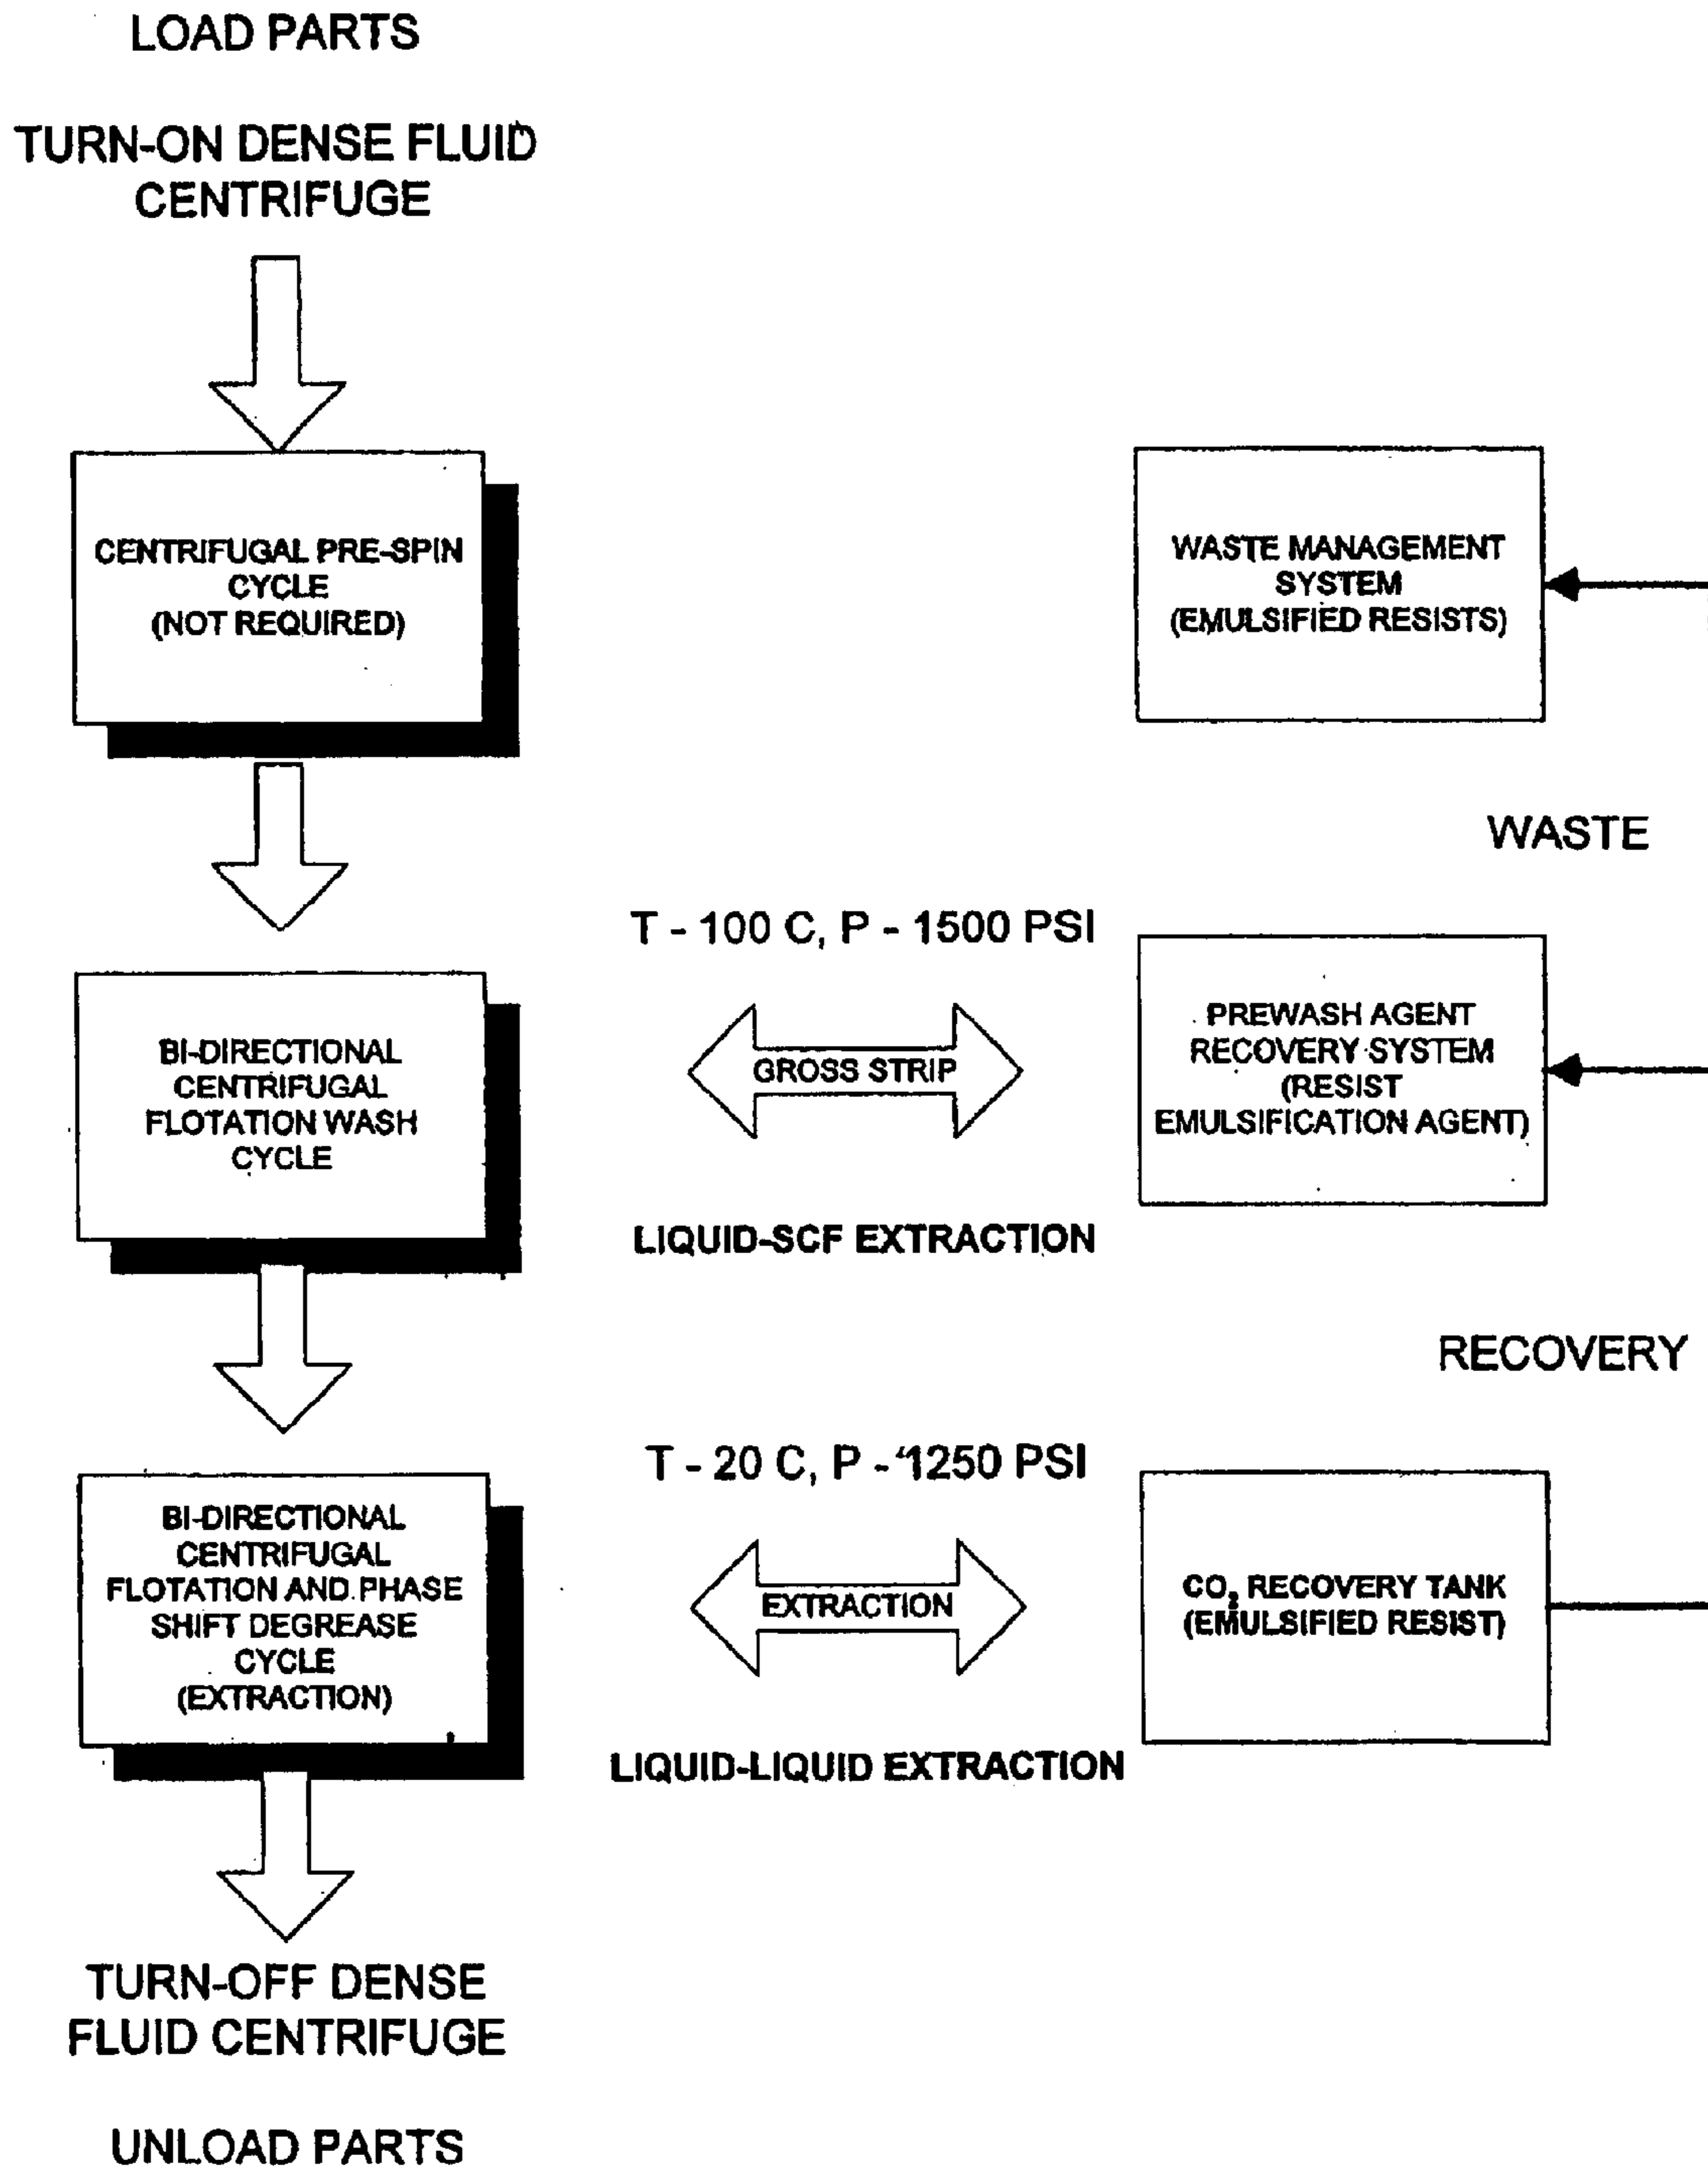 LOAD PARTS
TURN-ON DENSE FLUID
CENTRIFUGE
CENTRIFUGAL PRE-SPIN
CYCLE
(NOT REQUIRED)
WASTE MANAGEMENT
SYSTEM
(EMULSIFIED RESISTS)
WASTE
T - 100 C, P - 1500 PSI
BI-DIRECTIONAL
CENTRIFUGAL
FLOTATION WASH
CYCLE
GROSS STRIP
PREWASH AGENT
RECOVERY SYSTEM
(RESIST
EMULSIFICATION AGENT)
LIQUID-SCF EXTRACTION
RECOVERY
T - 20 C, P - 1250 PSI
BI-DIRECTIONAL
CENTRIFUGAL
FLOTATION AND PHASE
SHIFT DEGREASE
CYCLE
(EXTRACTION)
EXTRACTION
CO₂ RECOVERY TANK
(EMULSIFIED RESIST)
LIQUID-LIQUID EXTRACTION
TURN-OFF DENSE
FLUID CENTRIFUGE
UNLOAD PARTS